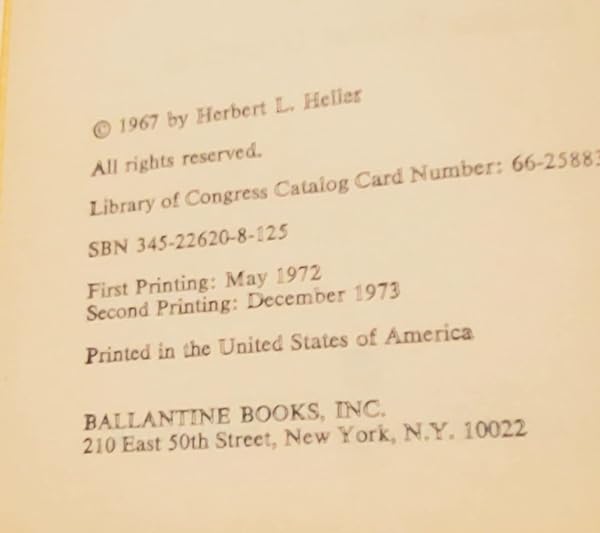 © 1967 by Herbert L. Heller
All rights reserved.
Library of Congress Catalog Card Number: 66-25883
SBN 345-22620-8-125
First Printing: May 1972
Second Printing: December 1973
Printed in the United States of America
BALLANTINE BOOKS, INC.
210 East 50th Street, New York, N.Y. 10022